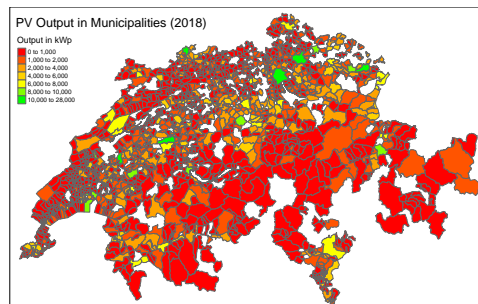 PV Output in Municipalities (2018)
Output in kWp
0 to 1,000
1,000 to 2,000
2,000 to 4,000
4,000 to 6,000
6,000 to 8,000
8,000 to 10,000
10,000 to 28,000